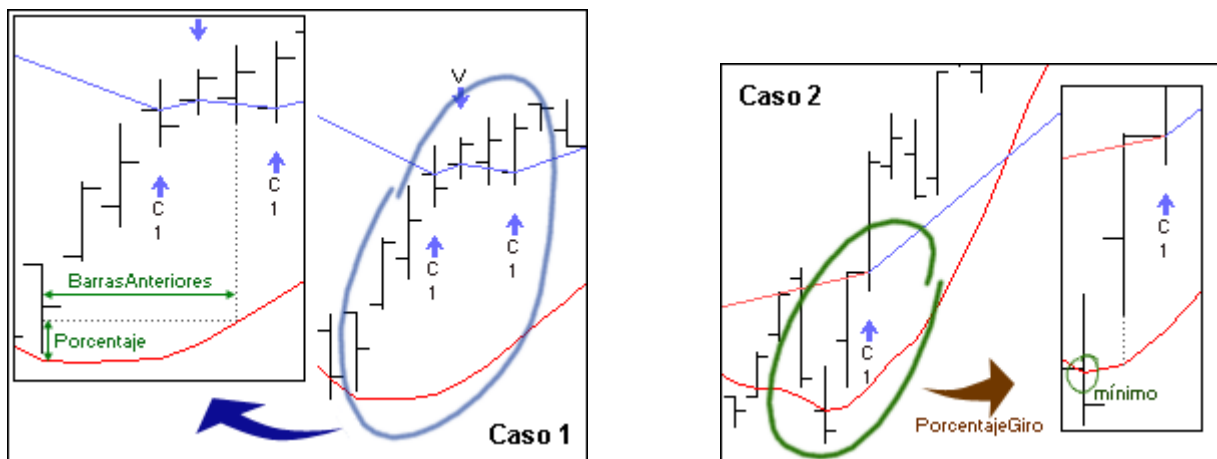 C
1
C
1
BarrasAnteriores
Porcentaje
V
C
1
C
1
Caso 1
Caso 2
C
1
PorcentajeGiro
C
1
mínimo